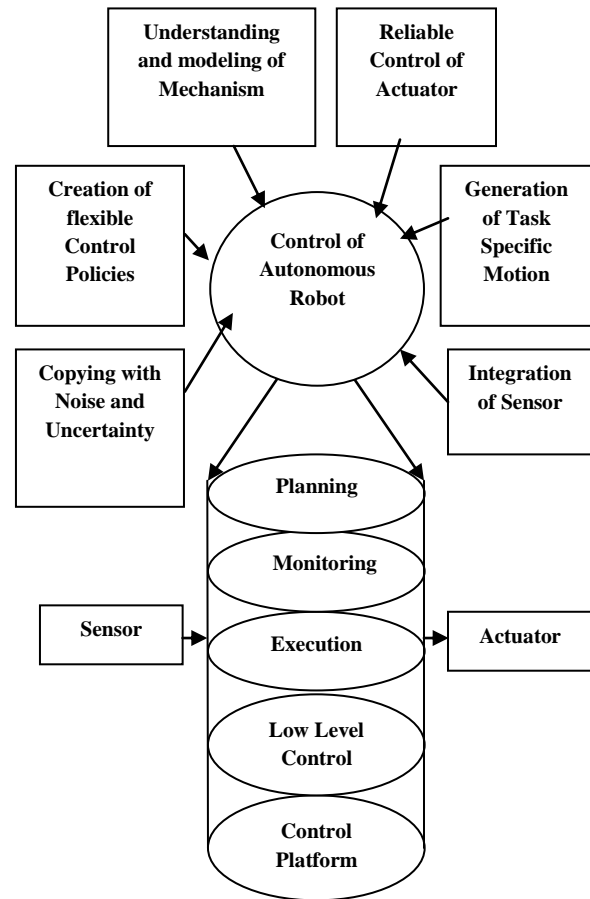 Understanding
and modeling of
Mechanism
Reliable
Control of
Actuator
Creation of
flexible
Control
Policies
Control of
Autonomous
Robot
Generation
of Task
Specific
Motion
Copying with
Noise and
Uncertainty
Integration
of Sensor
Planning
Monitoring
Sensor
Execution
Actuator
Low Level
Control
Control
Platform